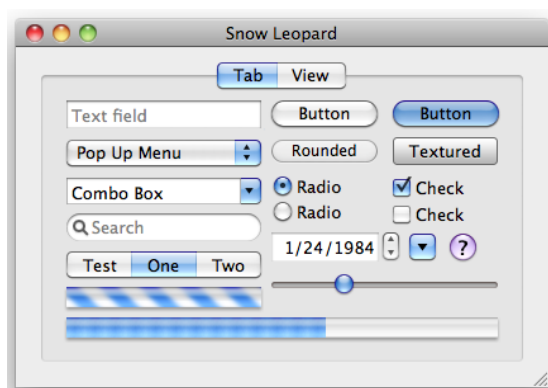 Snow Leopard
Tab View
Text field Button Button
Pop Up Menu Rounded Textured
Combo Box Radio Check
Search Radio Check
1/24/1984 ?
Test One Two